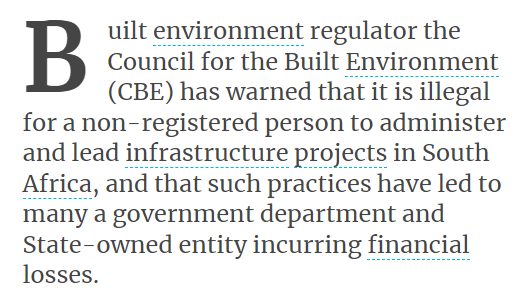 Built environment regulator the
Council for the Built Environment
(CBE) has warned that it is illegal
for a non-registered person to administer
and lead infrastructure projects in South
Africa, and that such practices have led to
many a government department and
State-owned entity incurring financial
losses.